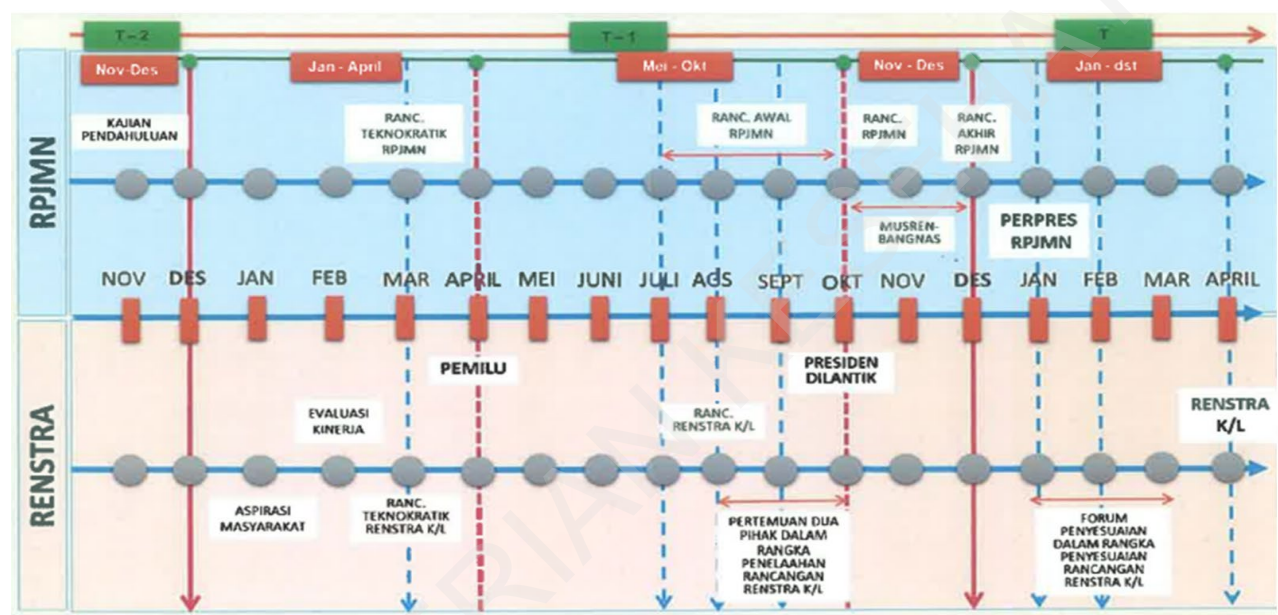 T-2
T-1
T
Nov-Des
Jan - April
Mei - Okt
Nov - Des
Jan - dst
RPJMN
KAJIAN
PENDAHULUAN
RANC.
TEKNOKRATIK
RPJMN
RANC. AWAL
RPJMN
RANC.
RPJMN
RANC.
AKHIR
RPJMN
MUSREN-
BANGNAS
PERPRES
RPJMN
NOV DES JAN FEB MAR APRIL MEI JUNI JULI AGS SEPT OKT NOV DES JAN FEB MAR APRIL
RENSTRA
PEMILU
PRESIDEN
DILANTIK
EVALUASI
KINERJA
RANC.
RENSTRA K/L
RENSTRA
K/L
ASPIRASI
MASYARAKAT
RANC.
TEKNOKRATIK
RENSTRA K/L
PERTEMUAN DUA
PIHAK DALAM
RANGKA
PENELAAHAN
RANCANGAN
RENSTRA K/L
FORUM
PENYESUAIAN
DALAM RANGKA
PENYESUAIAN
RANCANGAN
RENSTRA K/L